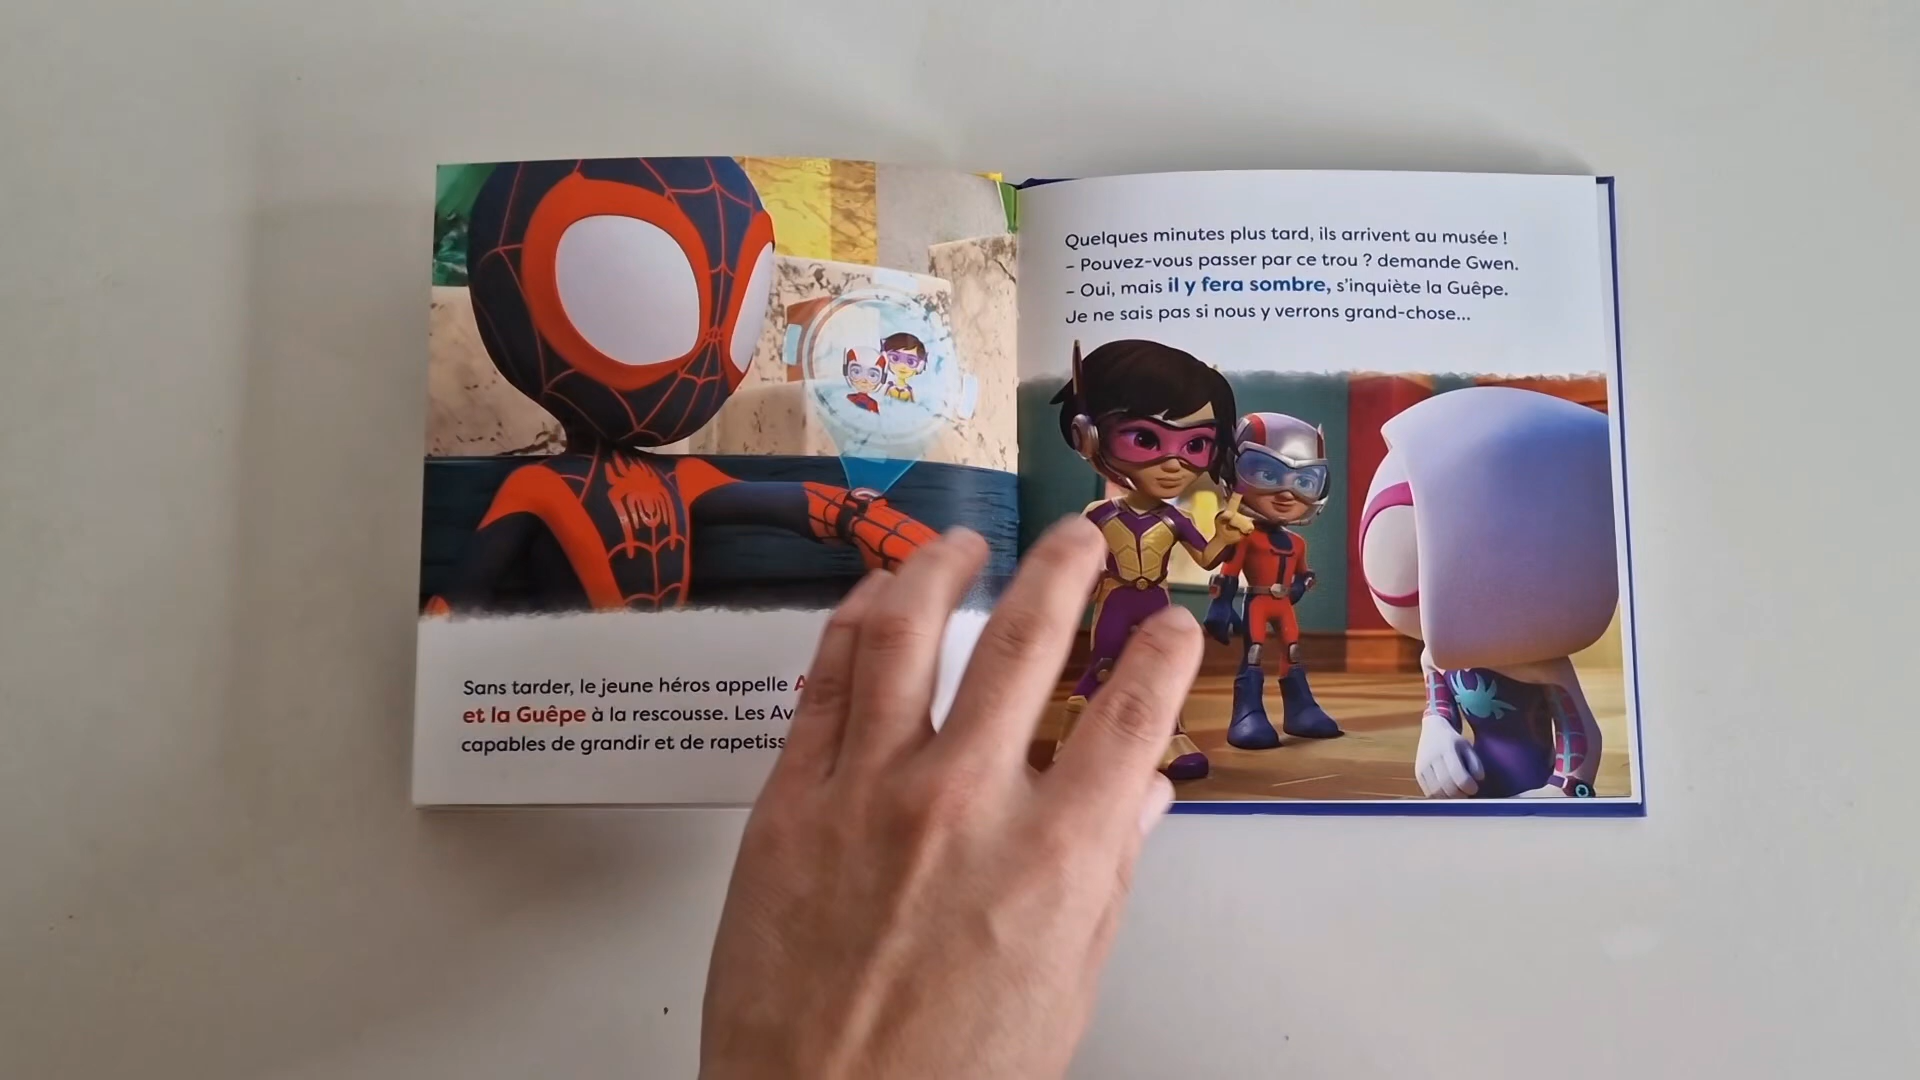 Sans tarder, le jeune héros appelle
et la Guêpe à la rescousse. Les
capables de grandir et de
Quelques minutes plus tard, ils arrivent au musée !
– Pouvez-vous passer par ce trou ? demande Gwen.
– Oui, mais il y fera sombre, s'inquiète la Guêpe.
Je ne sais pas si nous y verrons grand-chose...